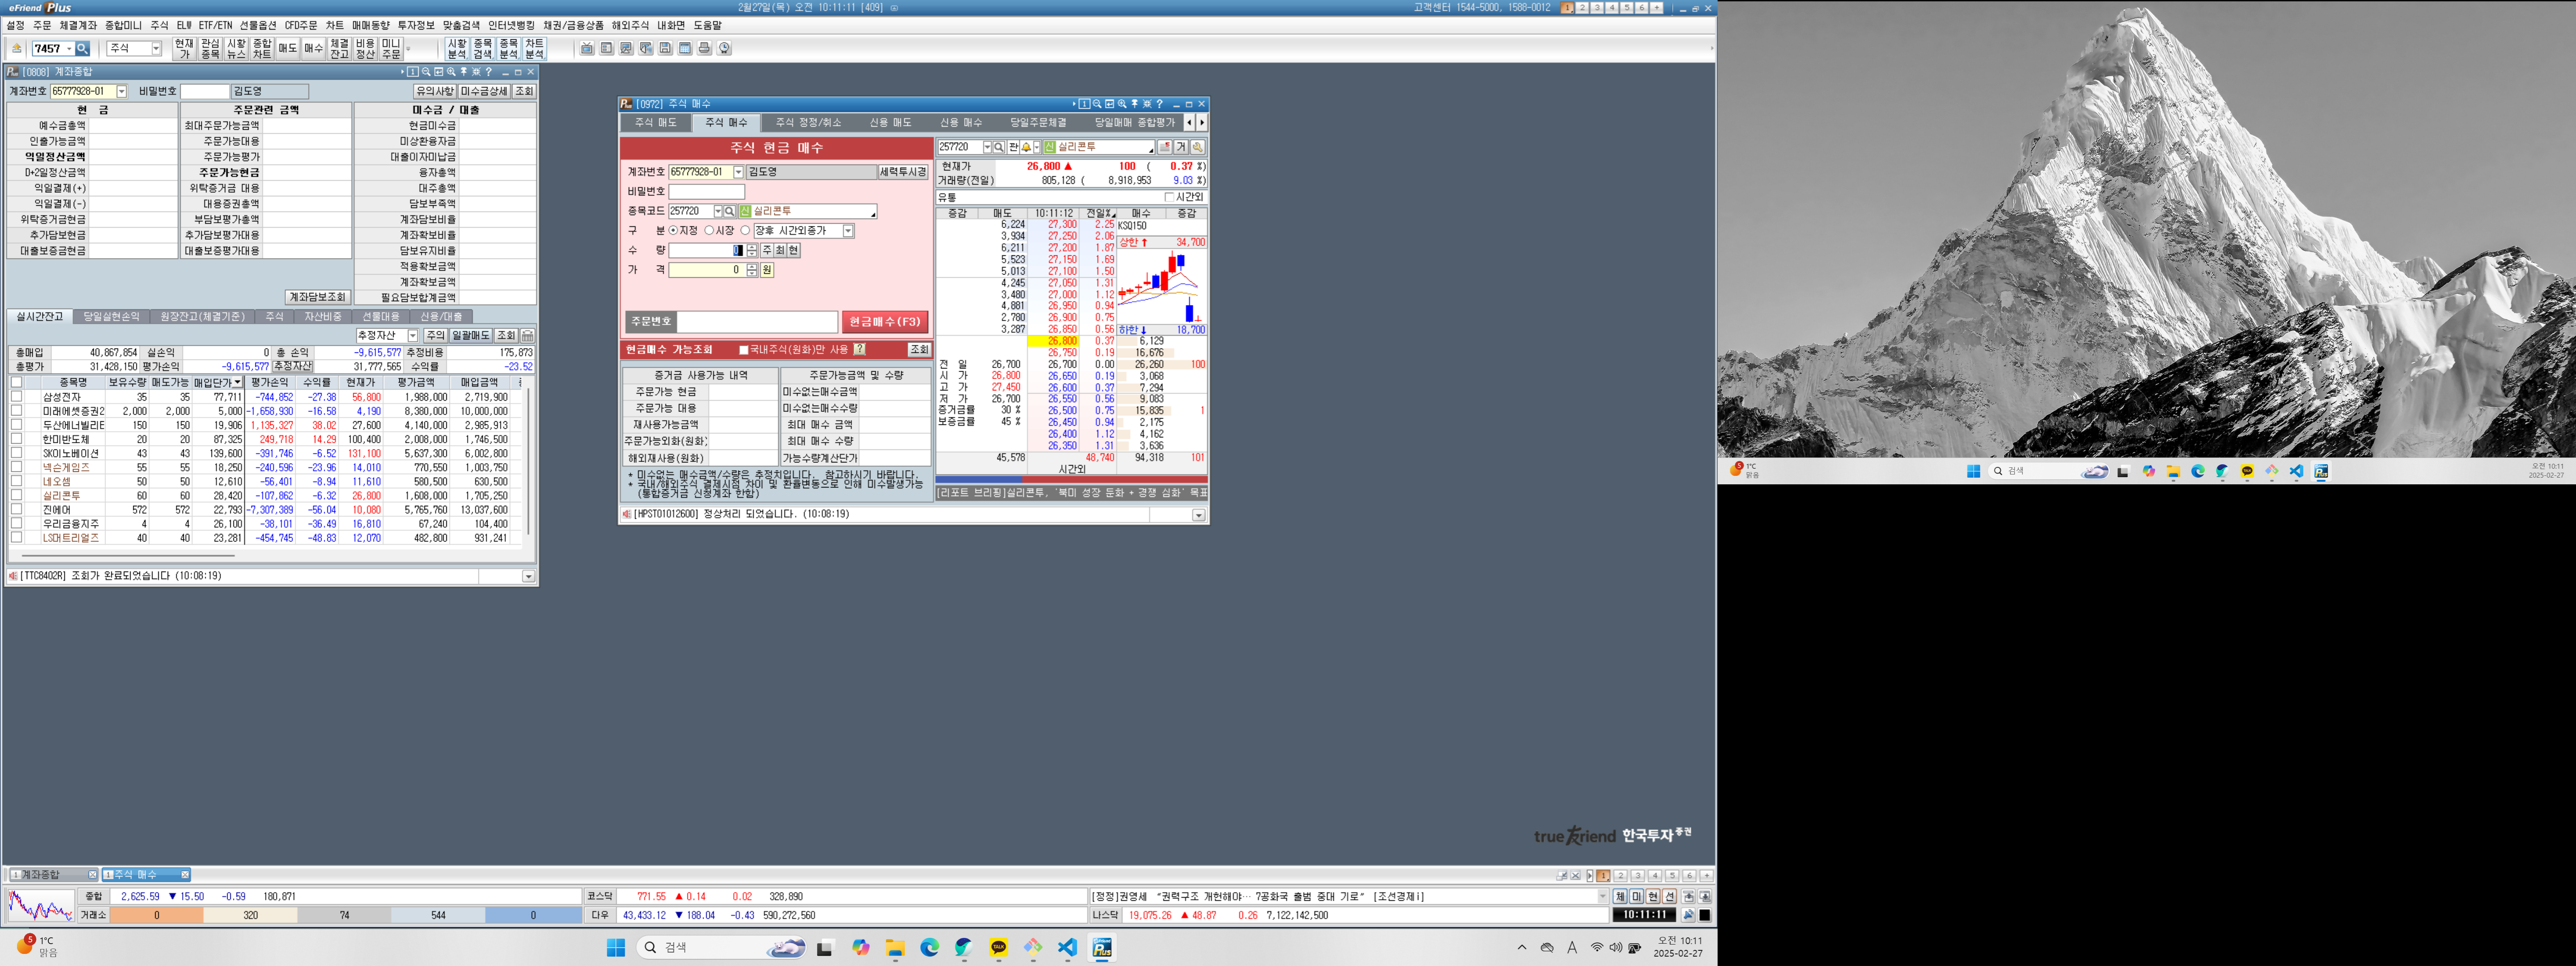 eFriend Plus 2월27일(목) 오전 10:11:11 [409] 고객센터 1544-5000, 1588-0012 1 2 3 4 5 6 +
설정 주문 체결계좌 종합미니 주식 ELW ETF/ETN 선물옵션 CFD주문 차트 매매동향 투자정보 맞춤검색 인터넷뱅킹 채권/금융상품 해외주식 내화면 도움말
7457 주식 현재가 관심종목 시황뉴스 종합차트 매도 매수 체결잔고 비용정산 미니주문 시황분석 종목검색 종목분석 차트분석
[0808] 계좌종합
계좌번호 65777928-01 비밀번호 김도영 유의사항 미수금상세 조회
현 금 주문관련 금액 미수금 / 대출
예수금총액 최대주문가능금액 현금미수금
인출가능금액 주문가능대용 미상환융자금
익일정산금액 주문가능평가 대출이자미납금
D+2일정산금액 주문가능현금 융자총액
익일결제(+) 위탁증거금 대용 대주총액
익일결제(-) 대용증권총액 담보부족액
위탁증거금현금 부담보평가총액 계좌담보비율
추가담보현금 추가담보평가대용 계좌확보비율
대출보증금현금 대출보증평가대용 담보유지비율
적용확보금액
계좌확보금액
계좌담보조회 필요담보합계금액
실시간잔고 당일실현손익 원장잔고(체결기준) 주식 자산비중 선물대용 신용/대출
추정자산 주의 일괄매도 조회
총매입 40,867,854 실손익 0 총 손익 -9,615,577 추정비용 175,873
총평가 31,428,150 평가손익 -9,615,577 추정자산 31,777,565 수익률 -23.52
종목명 보유수량 매도가능 매입단가 평가손익 수익률 현재가 평가금액 매입금액
삼성전자 35 35 77,711 -744,852 -27.38 56,800 1,988,000 2,719,900
미래에셋증권2 2,000 2,000 5,000 -1,658,930 -16.58 4,190 8,380,000 10,000,000
두산에너빌리티 150 150 19,906 1,135,327 38.02 27,600 4,140,000 2,985,913
한미반도체 20 20 87,325 249,718 14.29 100,400 2,008,000 1,746,500
SK이노베이션 43 43 139,600 -391,746 -6.52 131,100 5,637,300 6,002,800
넥슨게임즈 55 55 18,250 -240,596 -23.96 14,010 770,550 1,003,750
네오셈 50 50 12,610 -56,401 -8.94 11,610 580,500 630,500
실리콘투 60 60 28,420 -107,862 -6.32 26,800 1,608,000 1,705,250
진에어 572 572 22,793 -7,307,389 -56.04 10,080 5,765,760 13,037,600
우리금융지주 4 4 26,100 -38,101 -36.49 16,810 67,240 104,400
LS머트리얼즈 40 40 23,281 -454,745 -48.83 12,070 482,800 931,241
[TTC8402R] 조회가 완료되었습니다 (10:08:19)
[0972] 주식 매수
주식 매도 주식 매수 주식 정정/취소 신용 매도 신용 매수 당일주문체결 당일매매 종합평가
주식 현금 매수
계좌번호 65777928-01 김도영 세력투시경
비밀번호
종목코드 257720 신 실리콘투
구 분 지정 시장 장후 시간외종가
수 량 0 주 최 현
가 격 0 원
주문번호 현금매수(F3)
현금매수 가능조회 국내주식(원화)만 사용 ? 조회
증거금 사용가능 내역 주문가능금액 및 수량
주문가능 현금 미수없는매수금액
주문가능 대용 미수없는매수수량
재사용가능금액 최대 매수 금액
주문가능외화(원화) 최대 매수 수량
해외재사용(원화) 가능수량계산단가
* 미수없는 매수금액/수량은 추정치입니다. 참고하시기 바랍니다.
* 국내/해외주식 결제시점 차이 및 환율변동으로 인해 미수발생가능
(통합증거금 신청계좌 한함)
[HPST01012600] 정상처리 되었습니다. (10:08:19)
257720 관 신 실리콘투 거
현재가 26,800 ▲ 100 ( 0.37 %)
거래량(전일) 805,128 ( 8,918,953 9.03 %)
유통 시간외
증감 매도 10:11:12 전일% 매수 증감
6,224 27,300 2.25 KSQ150
3,934 27,250 2.06
6,211 27,200 1.87 상한 ↑ 34,700
5,523 27,150 1.69
5,013 27,100 1.50
4,245 27,050 1.31
3,480 27,000 1.12
4,881 26,950 0.94
2,780 26,900 0.75
3,287 26,850 0.56 하한 ↓ 18,700
26,800 0.37 6,129
26,750 0.19 16,676
전 일 26,700 26,700 0.00 26,260 100
시 가 26,800 26,650 0.19 3,068
고 가 27,450 26,600 0.37 7,294
저 가 26,700 26,550 0.56 9,083
증거금률 30 % 26,500 0.75 15,835 1
보증금률 45 % 26,450 0.94 2,175
26,400 1.12 4,162
26,350 1.31 3,636
45,578 48,740 94,318 101
시간외
[리포트 브리핑]실리콘투, '북미 성장 둔화 + 경쟁 심화' 목표
true friend 한국투자증권
1 계좌종합 1 주식 매수 1 2 3 4 5 6 +
종합 2,625.59 ▼ 15.50 -0.59 180,871 코스닥 771.55 ▲ 0.14 0.02 328,890 [정정]권영세 "권력구조 개헌해야… 7공화국 출범 중대 기로" [조선경제i] 체 미 현 선
거래소 0 320 74 544 0 다우 43,433.12 ▼ 188.04 -0.43 590,272,560 나스닥 19,075.26 ▲ 48.87 0.26 7,122,142,500 10:11:11
5 1°C 맑음 검색 TALK Plus A 오전 10:11 2025-02-27
5 1°C 맑음 검색 오전 10:11 2025-02-27